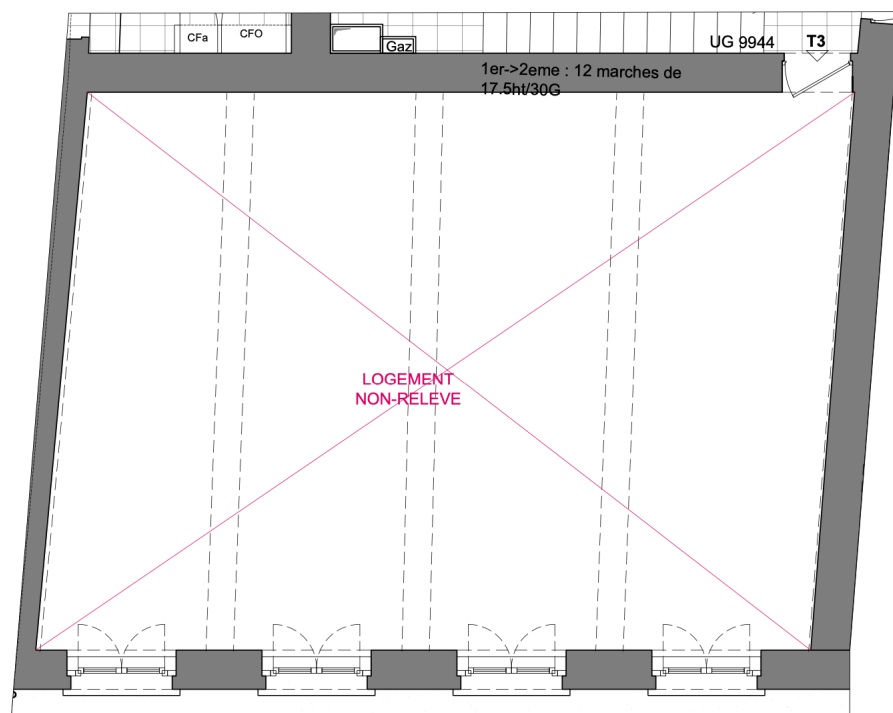 CFa
CFO
Gaz
UG 9944
T3
1er->2eme : 12 marches de
17.5ht/30G
LOGEMENT
NON-RELEVE